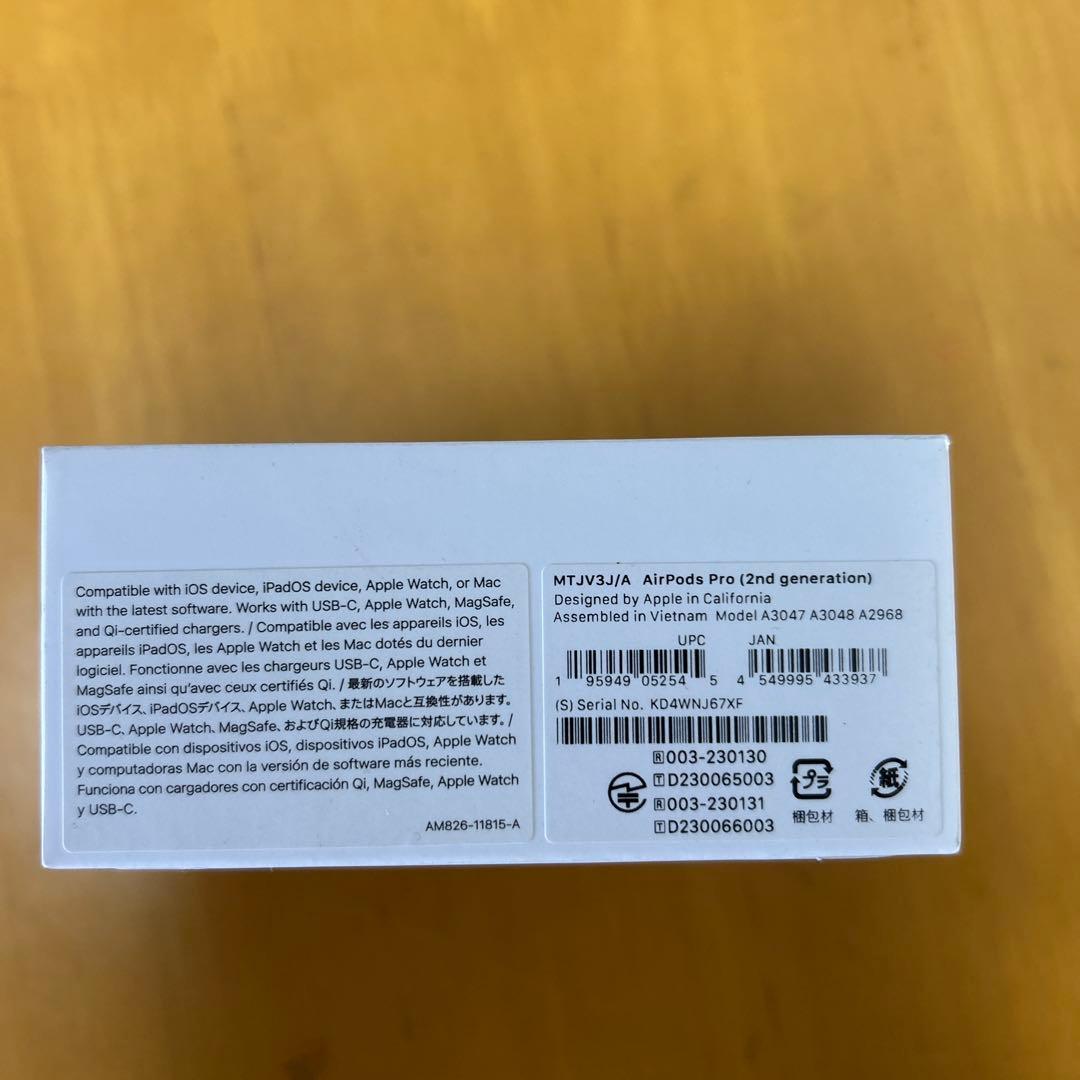 Compatible with iOS device, iPadOS device, Apple Watch, or Mac
with the latest software. Works with USB-C, Apple Watch, MagSafe,
and Qi-certified chargers. / Compatible avec les appareils iOS, les
appareils iPadOS, les Apple Watch et les Mac dotés du dernier
logiciel. Fonctionne avec les chargeurs USB-C, Apple Watch et
MagSafe ainsi qu'avec ceux certifiés Qi. / 最新のソフトウェアを搭載した
iOSデバイス、iPadOSデバイス、Apple Watch、またはMacと互換性があります。
USB-C、Apple Watch、MagSafe、およびQi規格の充電器に対応しています。 /
Compatible con dispositivos iOS, dispositivos iPadOS, Apple Watch
y computadoras Mac con la versión de software más reciente.
Funciona con cargadores con certificación Qi, MagSafe, Apple Watch
y USB-C.
AM826-11815-A
MTJV3J/A AirPods Pro (2nd generation)
Designed by Apple in California
Assembled in Vietnam Model A3047 A3048 A2968
UPC JAN
1 95949 05254 5 4 549995 433937
(S) Serial No. KD4WNJ67XF
R 003-230130
T D230065003
R 003-231031
T D230066003
プラ
梱包材
紙
箱、梱包材